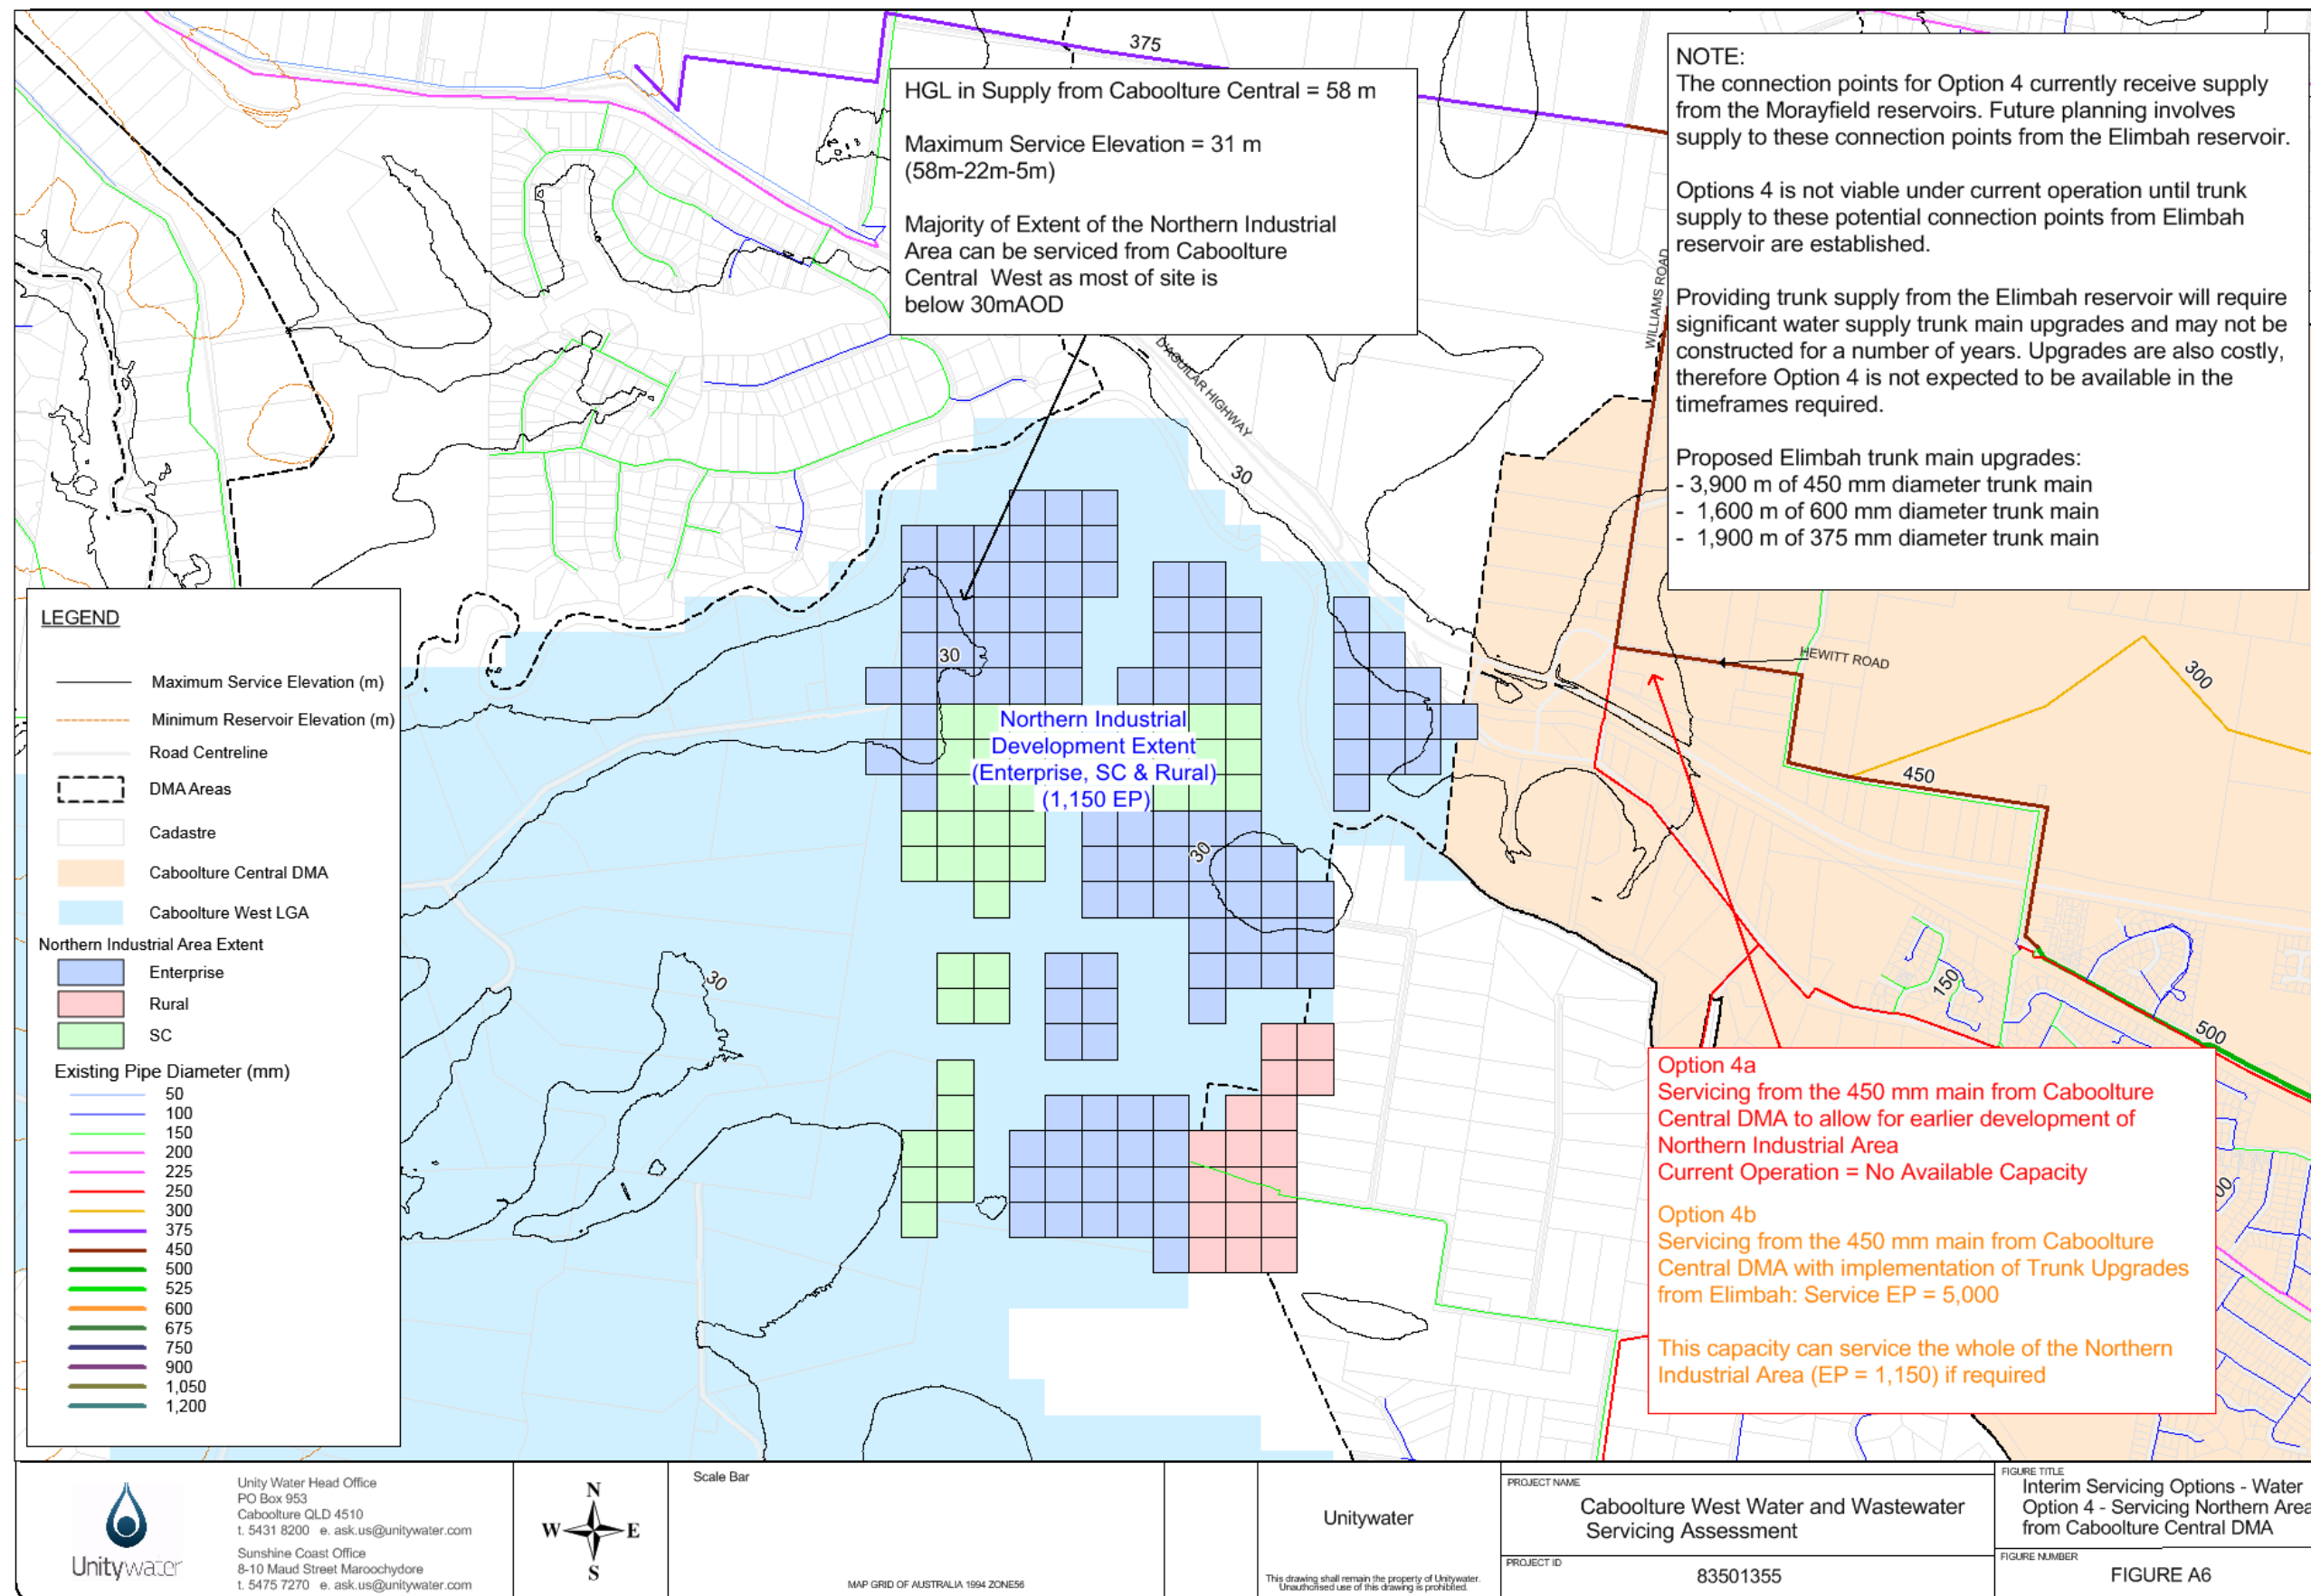 375
HGL in Supply from Caboolture Central = 58 m
Maximum Service Elevation = 31 m
(58m-22m-5m)
Majority of Extent of the Northern Industrial
Area can be serviced from Caboolture
Central West as most of site is
below 30mAOD
NOTE:
The connection points for Option 4 currently receive supply
from the Morayfield reservoirs. Future planning involves
supply to these connection points from the Elimbah reservoir.
Options 4 is not viable under current operation until trunk
supply to these potential connection points from Elimbah
reservoir are established.
Providing trunk supply from the Elimbah reservoir will require
significant water supply trunk main upgrades and may not be
constructed for a number of years. Upgrades are also costly,
therefore Option 4 is not expected to be available in the
timeframes required.
Proposed Elimbah trunk main upgrades:
- 3,900 m of 450 mm diameter trunk main
- 1,600 m of 600 mm diameter trunk main
- 1,900 m of 375 mm diameter trunk main
WILLIAMS ROAD
D'AGUILAR HIGHWAY
30
HEWITT ROAD
300
450
30
Northern Industrial
Development Extent
(Enterprise, SC & Rural)
(1,150 EP)
30
30
150
500
LEGEND
Maximum Service Elevation (m)
Minimum Reservoir Elevation (m)
Road Centreline
DMA Areas
Cadastre
Caboolture Central DMA
Caboolture West LGA
Northern Industrial Area Extent
Enterprise
Rural
SC
Existing Pipe Diameter (mm)
50
100
150
200
225
250
300
375
450
500
525
600
675
750
900
1,050
1,200
Option 4a
Servicing from the 450 mm main from Caboolture
Central DMA to allow for earlier development of
Northern Industrial Area
Current Operation = No Available Capacity
Option 4b
Servicing from the 450 mm main from Caboolture
Central DMA with implementation of Trunk Upgrades
from Elimbah: Service EP = 5,000
This capacity can service the whole of the Northern
Industrial Area (EP = 1,150) if required
Unitywater
Unity Water Head Office
PO Box 953
Caboolture QLD 4510
t. 5431 8200 e. ask.us@unitywater.com
Sunshine Coast Office
8-10 Maud Street Maroochydore
t. 5475 7270 e. ask.us@unitywater.com
N
W E
S
Scale Bar
MAP GRID OF AUSTRALIA 1994 ZONE56
Unitywater
This drawing shall remain the property of Unitywater.
Unauthorised use of this drawing is prohibited.
PROJECT NAME
Caboolture West Water and Wastewater
Servicing Assessment
PROJECT ID
83501355
FIGURE TITLE
Interim Servicing Options - Water
Option 4 - Servicing Northern Area
from Caboolture Central DMA
FIGURE NUMBER
FIGURE A6